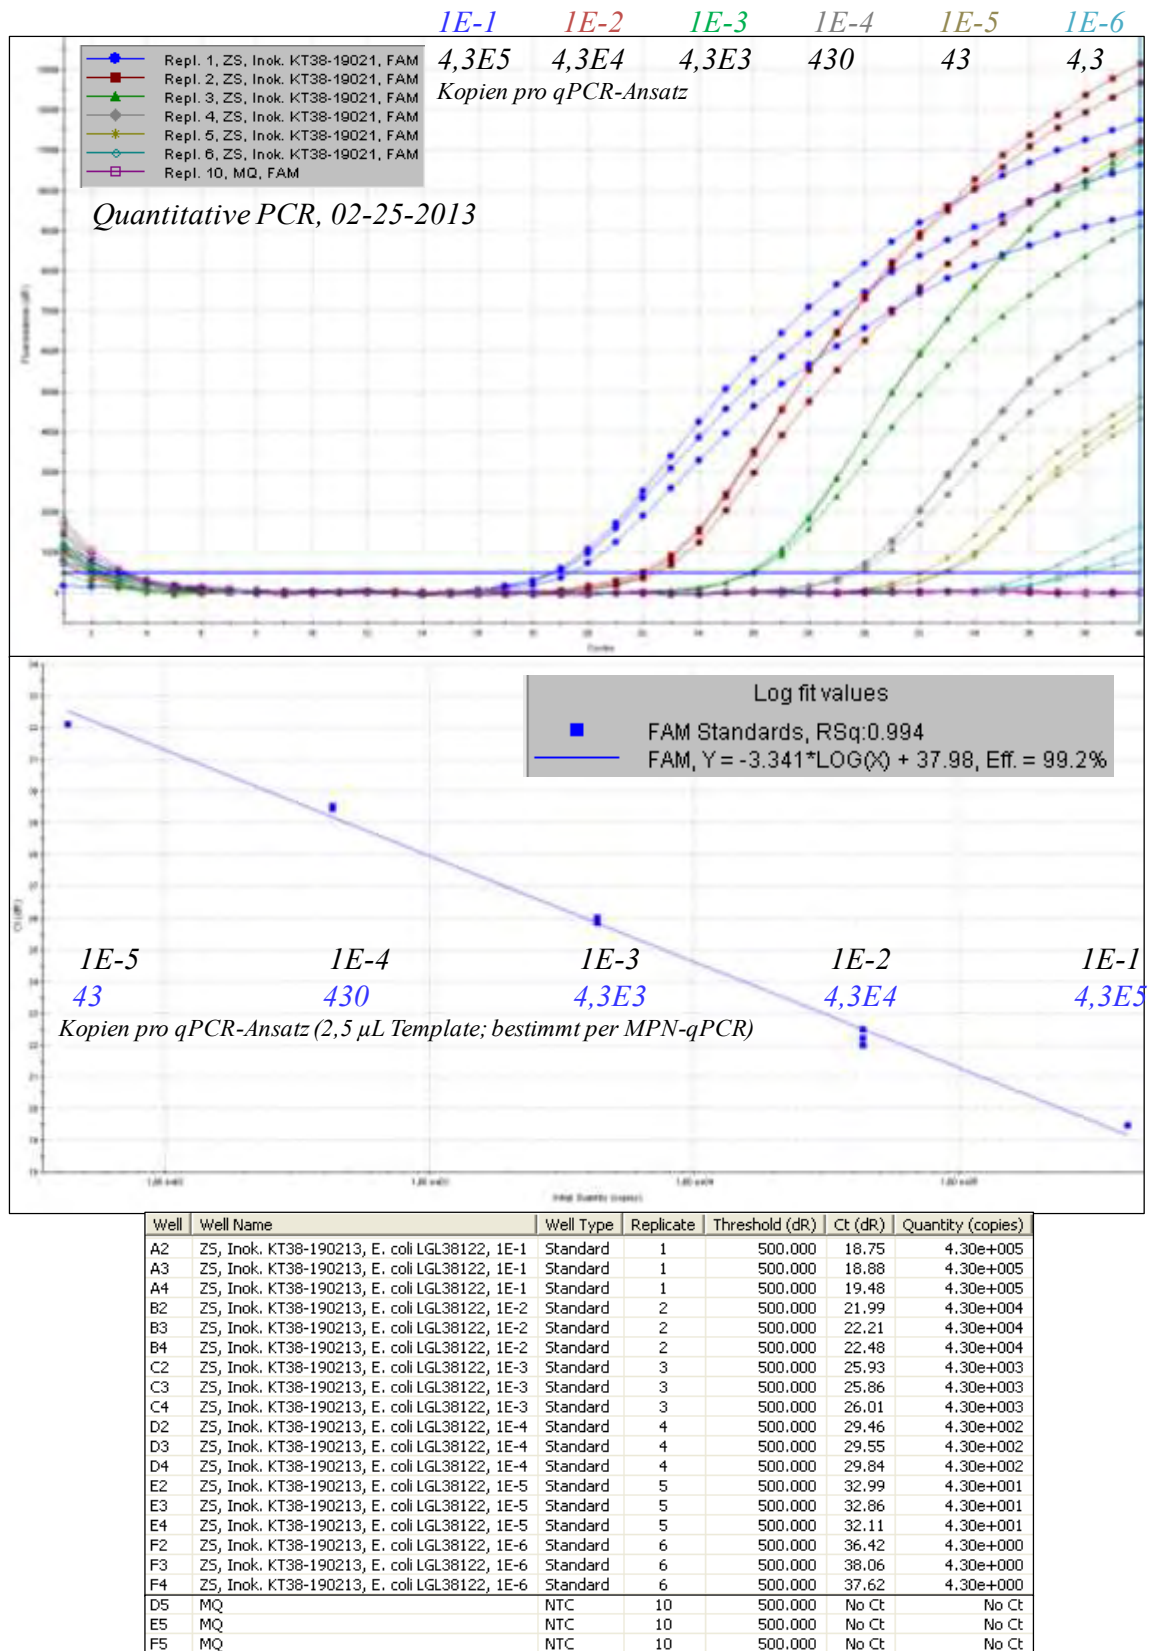 1E-1 1E-2 1E-3 1E-4 1E-5 1E-6
4,3E5 4,3E4 4,3E3 430 43 4,3
Kopien pro qPCR-Ansatz
Repl. 1, ZS, Inok. KT38-19021, FAM
Repl. 2, ZS, Inok. KT38-19021, FAM
Repl. 3, ZS, Inok. KT38-19021, FAM
Repl. 4, ZS, Inok. KT38-19021, FAM
Repl. 5, ZS, Inok. KT38-19021, FAM
Repl. 6, ZS, Inok. KT38-19021, FAM
Repl. 10, MQ, FAM
Quantitative PCR, 02-25-2013
Fluorescence (dR)
Cycles
Log fit values
FAM Standards, RSq:0.994
FAM, Y = -3.341*LOG(X) + 37.98, Eff. = 99.2%
Ct (dR)
1E-5 1E-4 1E-3 1E-2 1E-1
43 430 4,3E3 4,3E4 4,3E5
Kopien pro qPCR-Ansatz (2,5 µL Template; bestimmt per MPN-qPCR)
Initial Quantity (copies)
Well Well Name Well Type Replicate Threshold (dR) Ct (dR) Quantity (copies)
A2 ZS, Inok. KT38-190213, E. coli LGL38122, 1E-1 Standard 1 500.000 18.75 4.30e+005
A3 ZS, Inok. KT38-190213, E. coli LGL38122, 1E-1 Standard 1 500.000 18.88 4.30e+005
A4 ZS, Inok. KT38-190213, E. coli LGL38122, 1E-1 Standard 1 500.000 19.48 4.30e+005
B2 ZS, Inok. KT38-190213, E. coli LGL38122, 1E-2 Standard 2 500.000 21.99 4.30e+004
B3 ZS, Inok. KT38-190213, E. coli LGL38122, 1E-2 Standard 2 500.000 22.21 4.30e+004
B4 ZS, Inok. KT38-190213, E. coli LGL38122, 1E-2 Standard 2 500.000 22.48 4.30e+004
C2 ZS, Inok. KT38-190213, E. coli LGL38122, 1E-3 Standard 3 500.000 25.93 4.30e+003
C3 ZS, Inok. KT38-190213, E. coli LGL38122, 1E-3 Standard 3 500.000 25.86 4.30e+003
C4 ZS, Inok. KT38-190213, E. coli LGL38122, 1E-3 Standard 3 500.000 26.01 4.30e+003
D2 ZS, Inok. KT38-190213, E. coli LGL38122, 1E-4 Standard 4 500.000 29.46 4.30e+002
D3 ZS, Inok. KT38-190213, E. coli LGL38122, 1E-4 Standard 4 500.000 29.55 4.30e+002
D4 ZS, Inok. KT38-190213, E. coli LGL38122, 1E-4 Standard 4 500.000 29.84 4.30e+002
E2 ZS, Inok. KT38-190213, E. coli LGL38122, 1E-5 Standard 5 500.000 32.99 4.30e+001
E3 ZS, Inok. KT38-190213, E. coli LGL38122, 1E-5 Standard 5 500.000 32.86 4.30e+001
E4 ZS, Inok. KT38-190213, E. coli LGL38122, 1E-5 Standard 5 500.000 32.11 4.30e+001
F2 ZS, Inok. KT38-190213, E. coli LGL38122, 1E-6 Standard 6 500.000 36.42 4.30e+000
F3 ZS, Inok. KT38-190213, E. coli LGL38122, 1E-6 Standard 6 500.000 38.06 4.30e+000
F4 ZS, Inok. KT38-190213, E. coli LGL38122, 1E-6 Standard 6 500.000 37.62 4.30e+000
D5 MQ NTC 10 500.000 No Ct No Ct
E5 MQ NTC 10 500.000 No Ct No Ct
F5 MQ NTC 10 500.000 No Ct No Ct